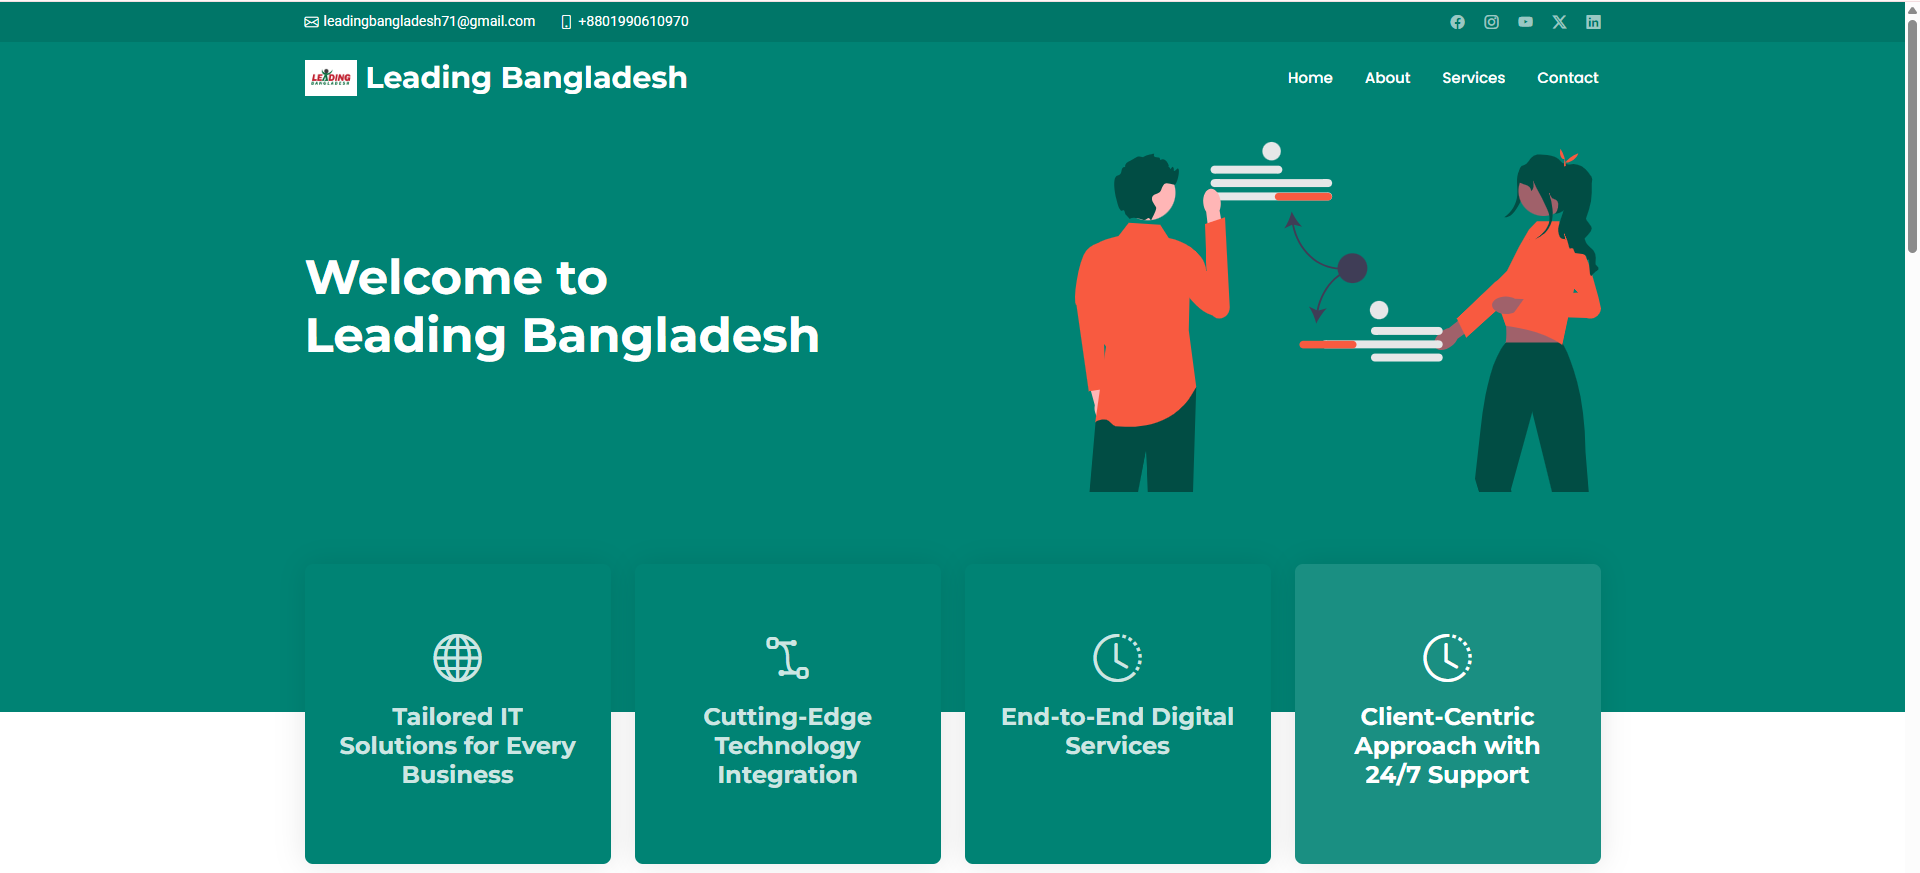 leadingbangladesh71@gmail.com +8801990610970
LEADING
BANGLADESH
Leading Bangladesh
Home About Services Contact
Welcome to
Leading Bangladesh
Tailored IT
Solutions for Every
Business
Cutting-Edge
Technology
Integration
End-to-End Digital
Services
Client-Centric
Approach with
24/7 Support